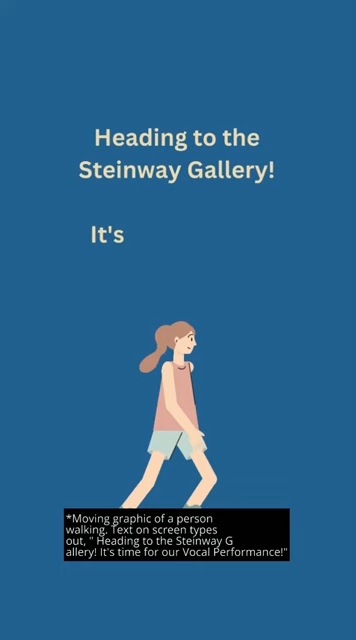 Heading to the
Steinway Gallery!
It's
*Moving graphic of a person
walking. Text on screen types
out, " Heading to the Steinway G
allery! It's time for our Vocal Performance!"